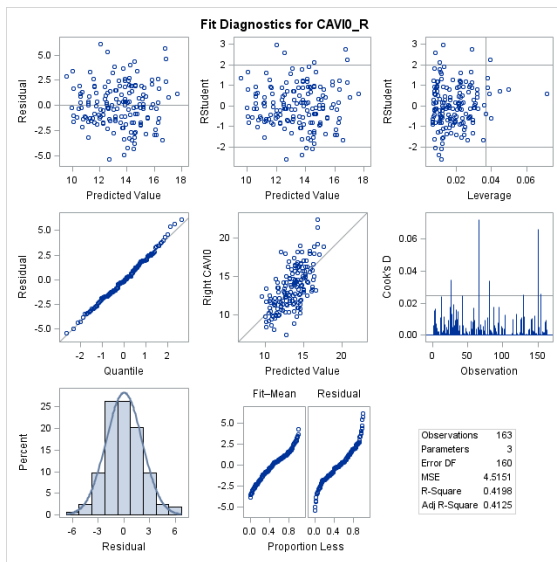 Fit Diagnostics for CAVI0_R
Residual
5.0
2.5
0.0
-2.5
-5.0
10 12 14 16 18
Predicted Value
RStudent
3
2
1
0
-1
-2
10 12 14 16 18
Predicted Value
RStudent
3
2
1
0
-1
-2
0.02 0.04 0.06
Leverage
Residual
5.0
2.5
0.0
-2.5
-5.0
-2 -1 0 1 2
Quantile
Right CAVI0
20
15
10
10 15 20
Predicted Value
Cook's D
0.06
0.04
0.02
0.00
0 50 100 150
Observation
Percent
25
20
15
10
5
0
-6 -3 0 3 6
Residual
Fit–Mean Residual
5.0
2.5
0.0
-2.5
-5.0
0.0 0.4 0.8 0.0 0.4 0.8
Proportion Less
Observations 163
Parameters 3
Error DF 160
MSE 4.5151
R-Square 0.4198
Adj R-Square 0.4125